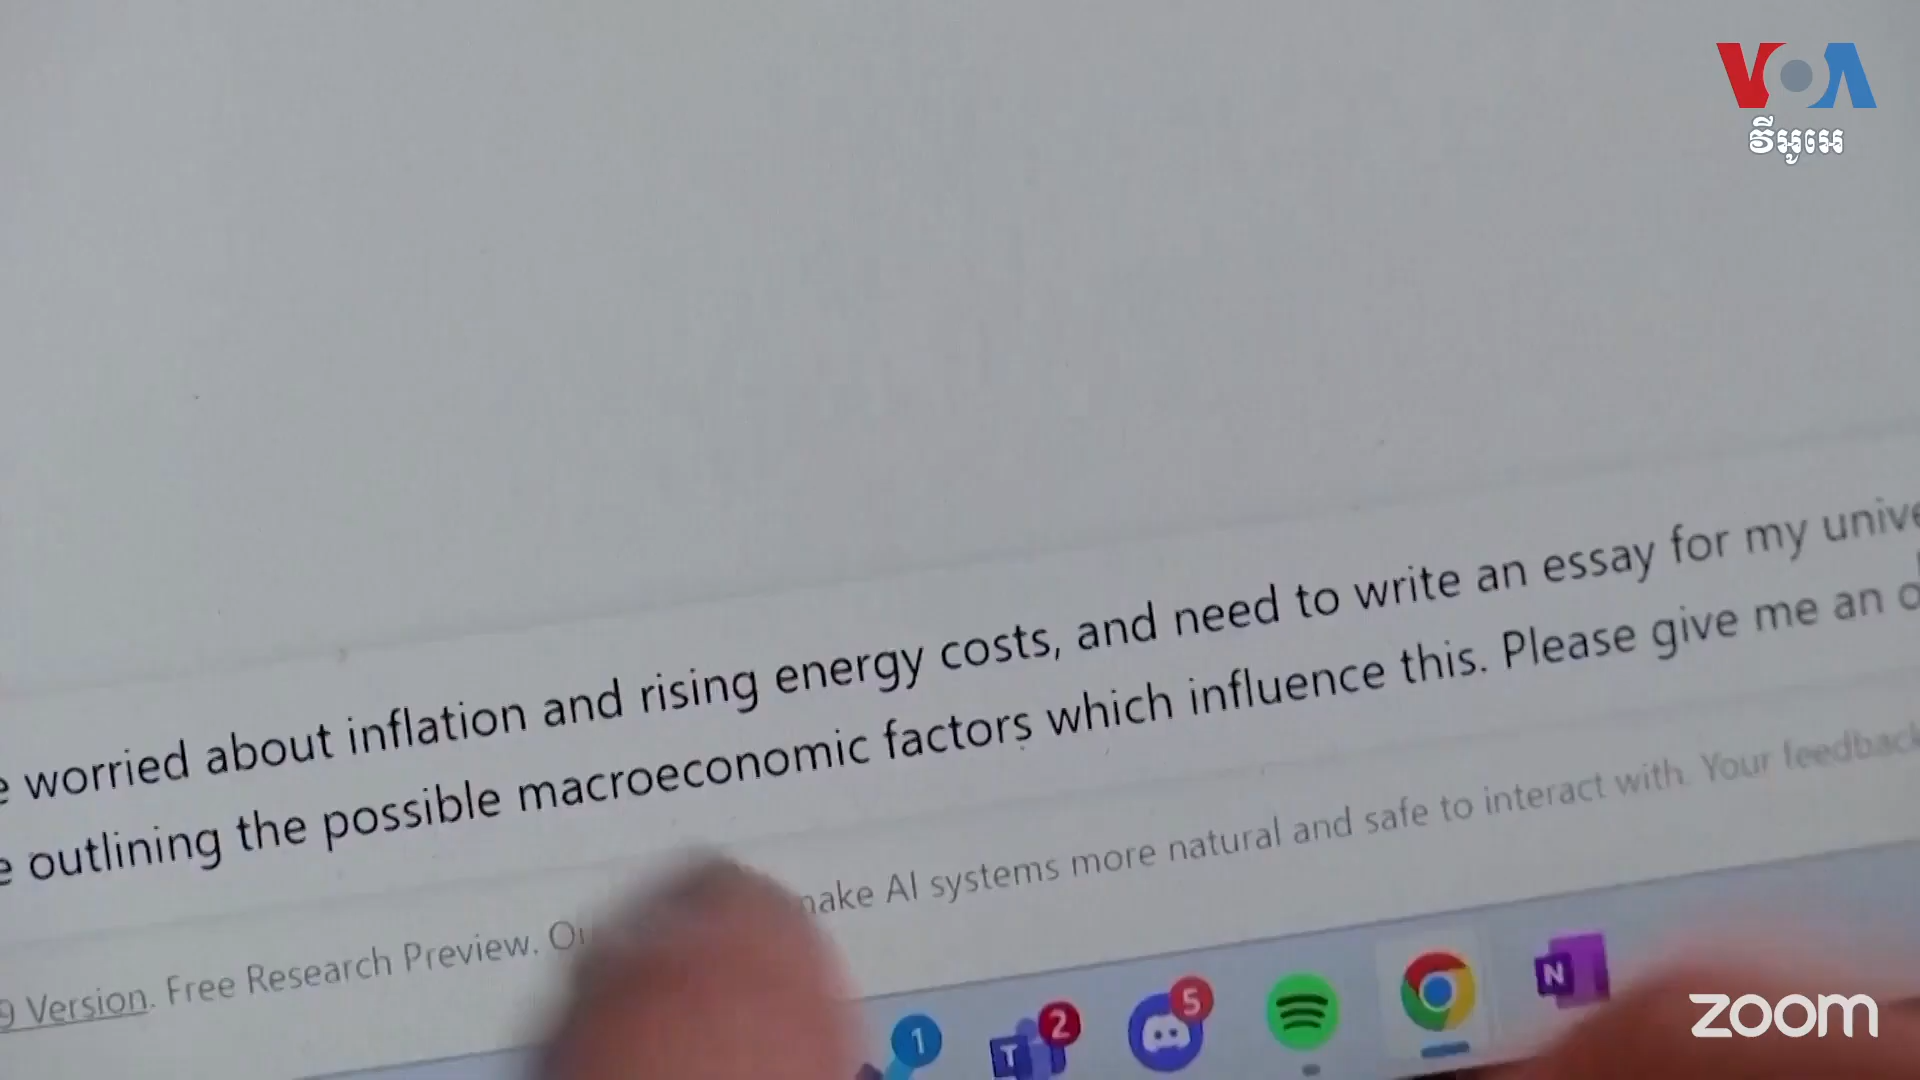 VOA
វីអូអេ
worried about inflation and rising energy costs, and need to write an essay for my
outlining the possible macroeconomic factors which influence this. Please give me an
9 Version. Free Research Preview. make AI systems more natural and safe to interact with. Your feedback
1
T
2
5
N
zoom